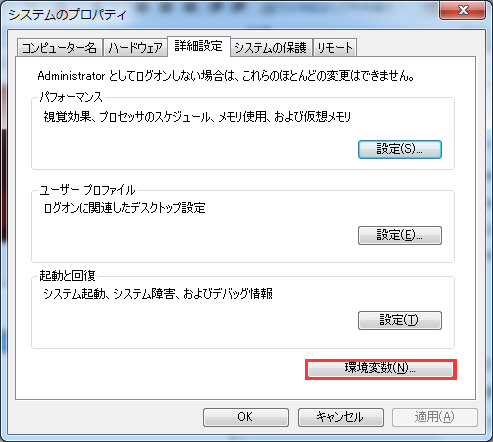 システムのプロパティ
コンピューター名 ハードウェア 詳細設定 システムの保護 リモート
Administrator としてログオンしない場合は、これらのほとんどの変更はできません。
パフォーマンス
視覚効果、プロセッサのスケジュール、メモリ使用、および仮想メモリ
設定(S)...
ユーザー プロファイル
ログオンに関連したデスクトップ設定
設定(E)...
起動と回復
システム起動、システム障害、およびデバッグ情報
設定(T)
環境変数(N)...
OK キャンセル 適用(A)